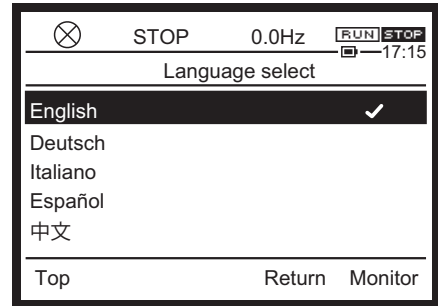 STOP 0.0Hz RUN STOP
17:15
Language select
English
Deutsch
Italiano
Español
中文
Top Return Monitor